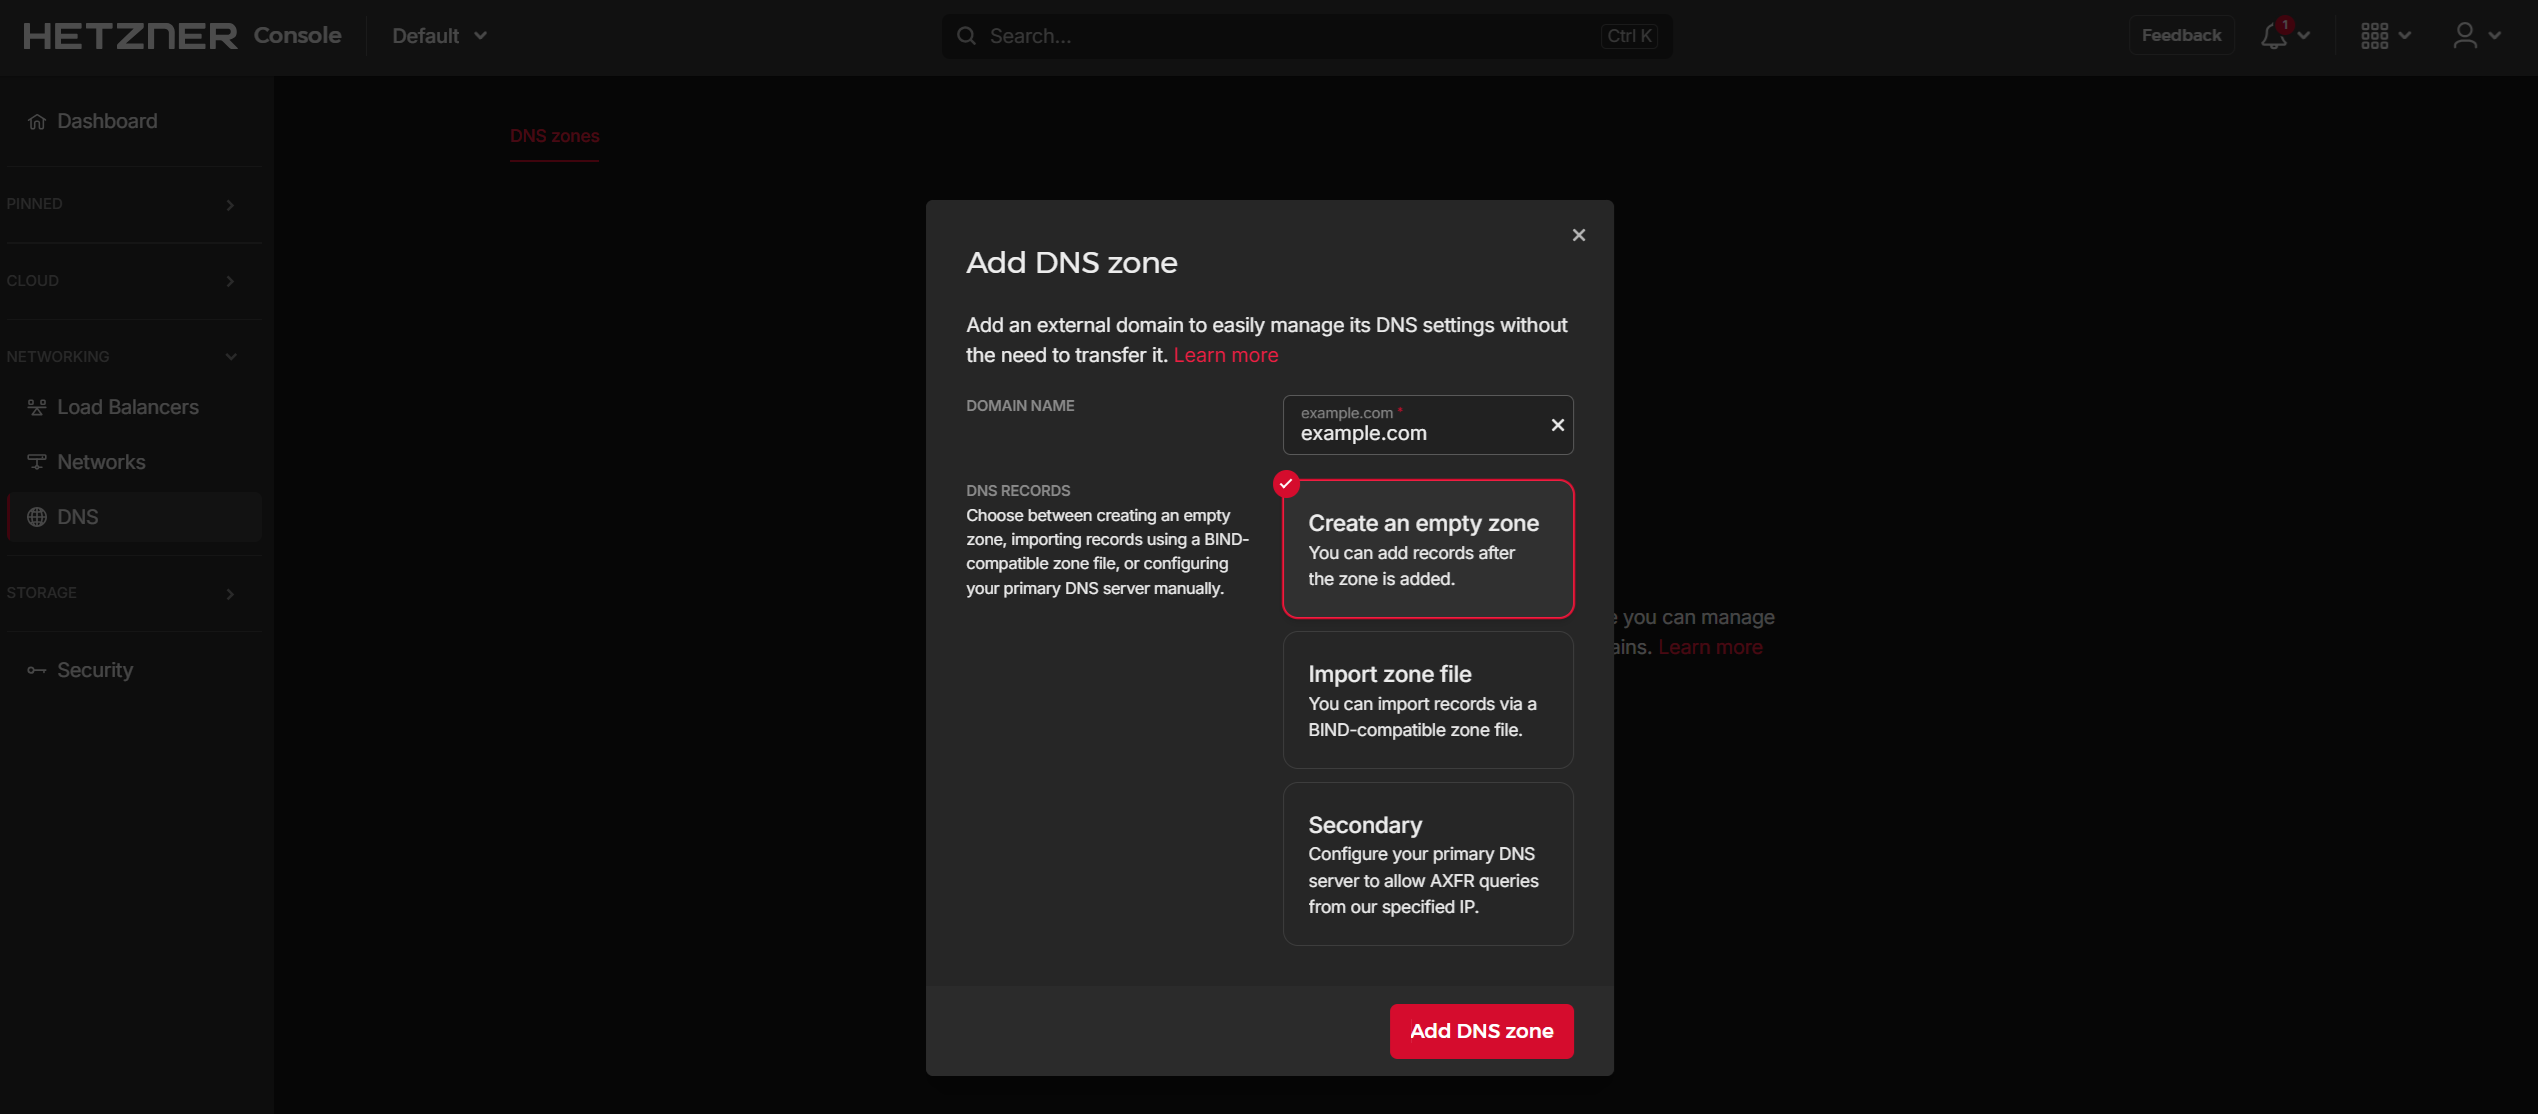 HETZNER Console
Default
Search...
Ctrl K
Feedback
1
Dashboard
PINNED
CLOUD
NETWORKING
Load Balancers
Networks
DNS
STORAGE
Security
DNS zones
Add DNS zone
Add an external domain to easily manage its DNS settings without
the need to transfer it. Learn more
DOMAIN NAME
example.com *
example.com
DNS RECORDS
Choose between creating an empty
zone, importing records using a BIND-
compatible zone file, or configuring
your primary DNS server manually.
Create an empty zone
You can add records after
the zone is added.
Import zone file
You can import records via a
BIND-compatible zone file.
Secondary
Configure your primary DNS
server to allow AXFR queries
from our specified IP.
Add DNS zone
you can manage
Learn more